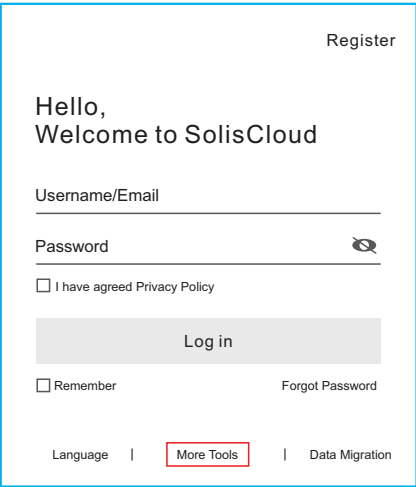 Register
Hello,
Welcome to SolisCloud
Username/Email
Password
I have agreed Privacy Policy
Log in
Remember Forgot Password
Language | More Tools | Data Migration